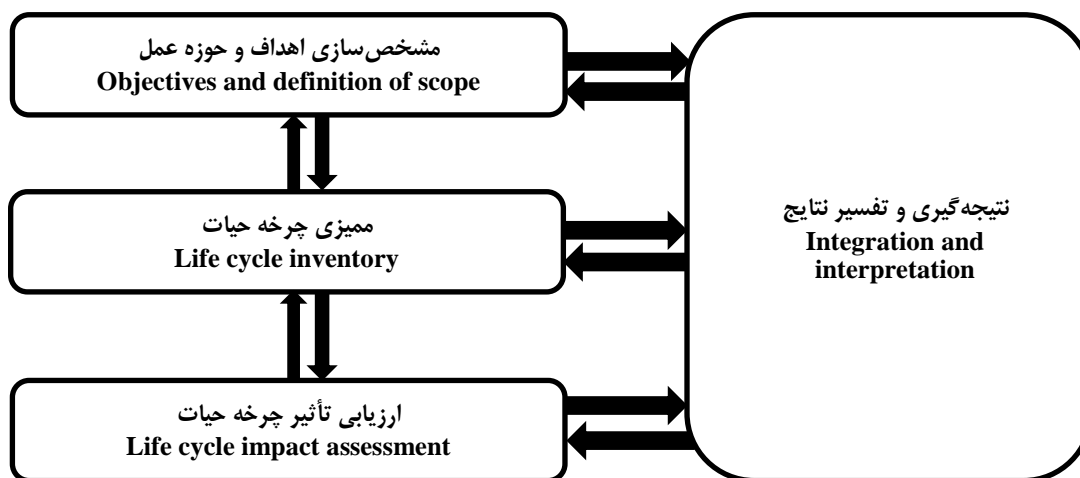 مشخص‌سازی اهداف و حوزه عمل
Objectives and definition of scope
ممیزی چرخه حیات
Life cycle inventory
ارزیابی تأثیر چرخه حیات
Life cycle impact assessment
نتیجه‌گیری و تفسیر نتایج
Integration and
interpretation